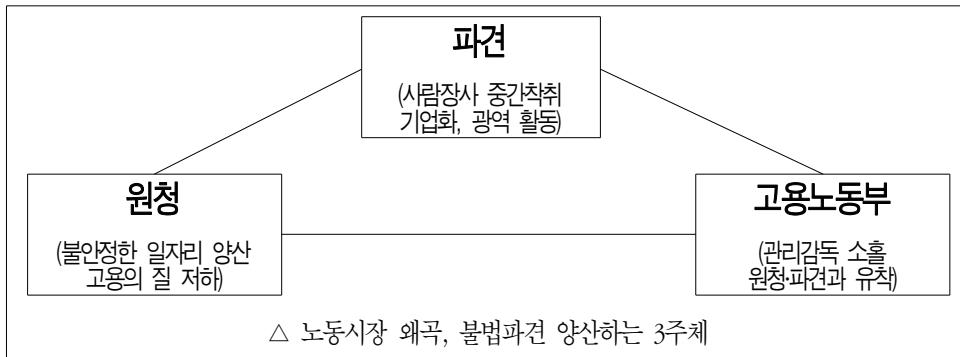 파견
(사람장사 중간착취
기업화, 광역 활동)
원청
(불안정한 일자리 양산
고용의 질 저하)
고용노동부
(관리감독 소홀
원청·파견과 유착)
△ 노동시장 왜곡, 불법파견 양산하는 3주체